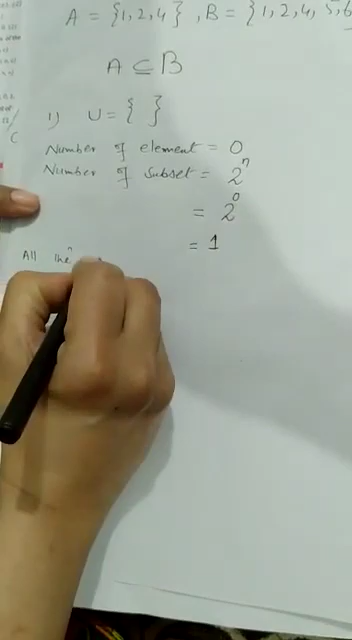 A = {1,2,4} , B = {1,2,4, 5,6
A ⊆ B
1) U = { }
Number of element = 0
Number of subset = 2ⁿ
= 2⁰
= 1
All the